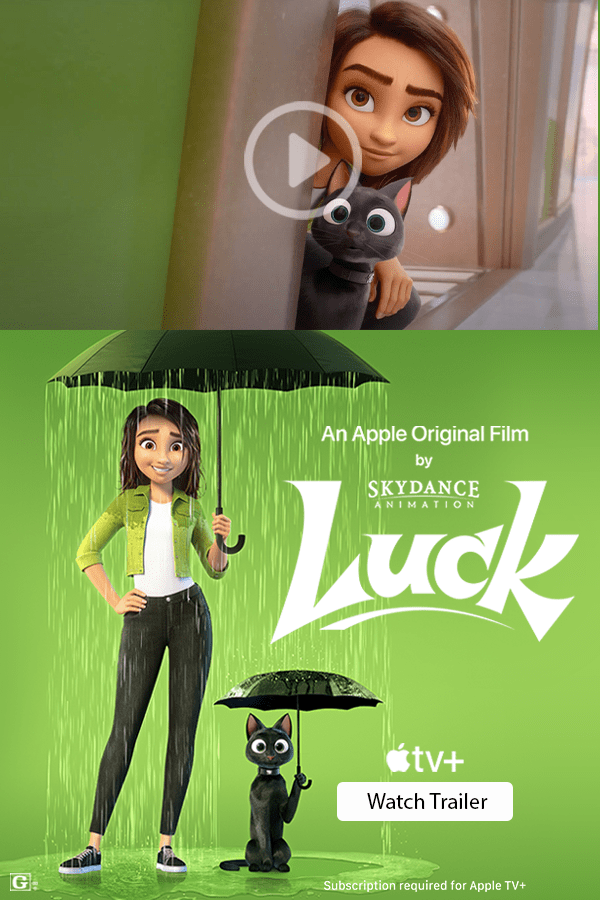 An Apple Original Film
by
SKYDANCE
ANIMATION
Luck
tv+
Watch Trailer
G
Subscription required for Apple TV+